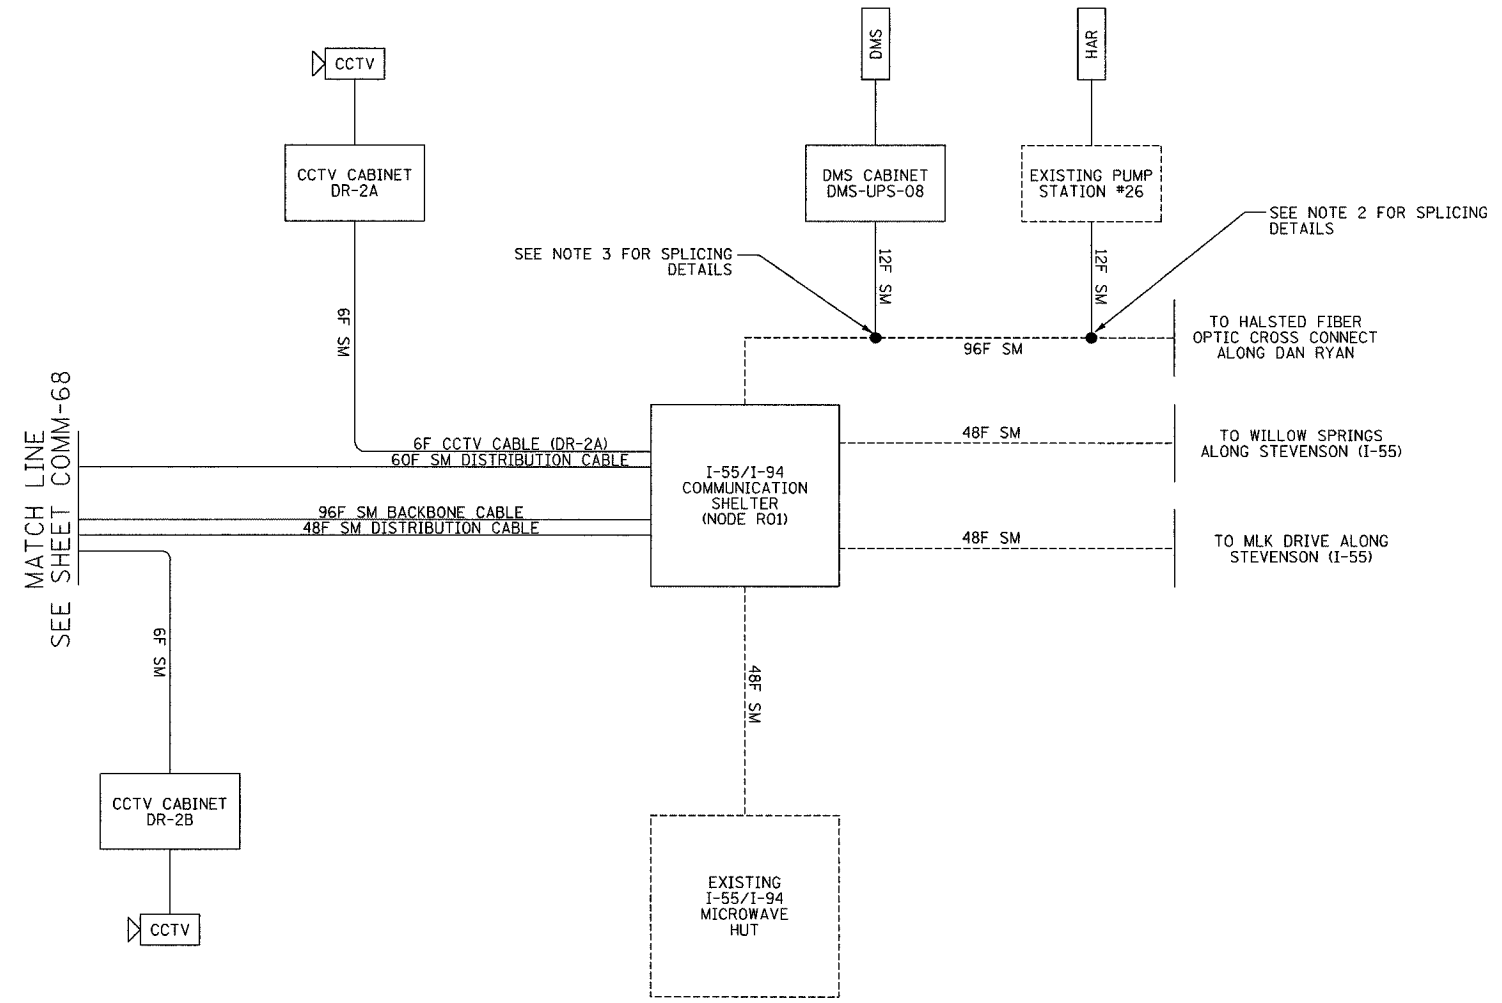 DMS
HAR
CCTV
CCTV CABINET
DR-2A
DMS CABINET
DMS-UPS-08
EXISTING PUMP
STATION #26
SEE NOTE 2 FOR SPLICING
DETAILS
SEE NOTE 3 FOR SPLICING
DETAILS
12F SM
12F SM
6F SM
TO HALSTED FIBER
OPTIC CROSS CONNECT
ALONG DAN RYAN
96F SM
MATCH LINE
SEE SHEET COMM-68
6F CCTV CABLE (DR-2A)
60F SM DISTRIBUTION CABLE
48F SM
TO WILLOW SPRINGS
ALONG STEVENSON (I-55)
I-55/I-94
COMMUNICATION
SHELTER
(NODE R01)
96F SM BACKBONE CABLE
48F SM DISTRIBUTION CABLE
48F SM
TO MLK DRIVE ALONG
STEVENSON (I-55)
6F SM
48F SM
CCTV CABINET
DR-2B
CCTV
EXISTING
I-55/I-94
MICROWAVE
HUT